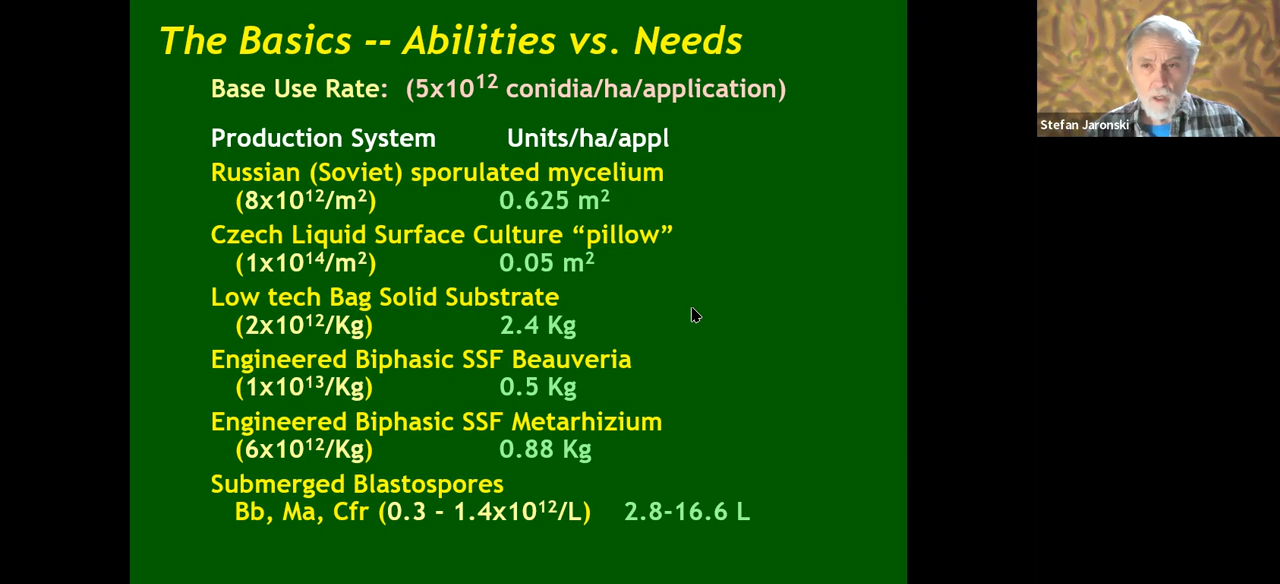 The Basics -- Abilities vs. Needs
Base Use Rate: (5x10¹² conidia/ha/application)
Production System Units/ha/appl
Russian (Soviet) sporulated mycelium
(8x10¹²/m²) 0.625 m²
Czech Liquid Surface Culture “pillow”
(1x10¹⁴/m²) 0.05 m²
Low tech Bag Solid Substrate
(2x10¹²/Kg) 2.4 Kg
Engineered Biphasic SSF Beauveria
(1x10¹³/Kg) 0.5 Kg
Engineered Biphasic SSF Metarhizium
(6x10¹²/Kg) 0.88 Kg
Submerged Blastospores
Bb, Ma, Cfr (0.3 - 1.4x10¹²/L) 2.8-16.6 L
Stefan Jaronski